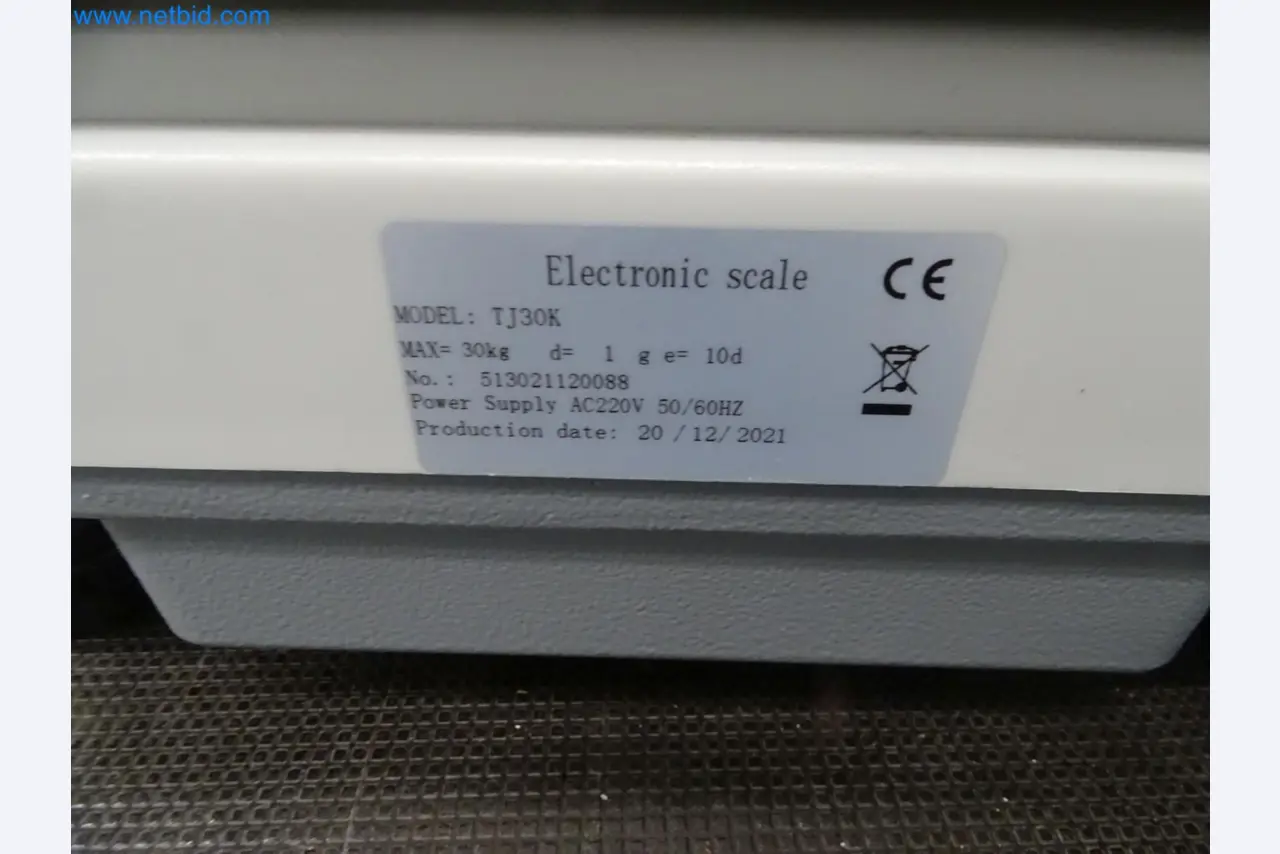 www.netbid.com
Electronic scale
CE
MODEL: TJ30K
MAX= 30kg d= 1 g e= 10d
No.: 513021120088
Power Supply AC220V 50/60HZ
Production date: 20 /12/ 2021